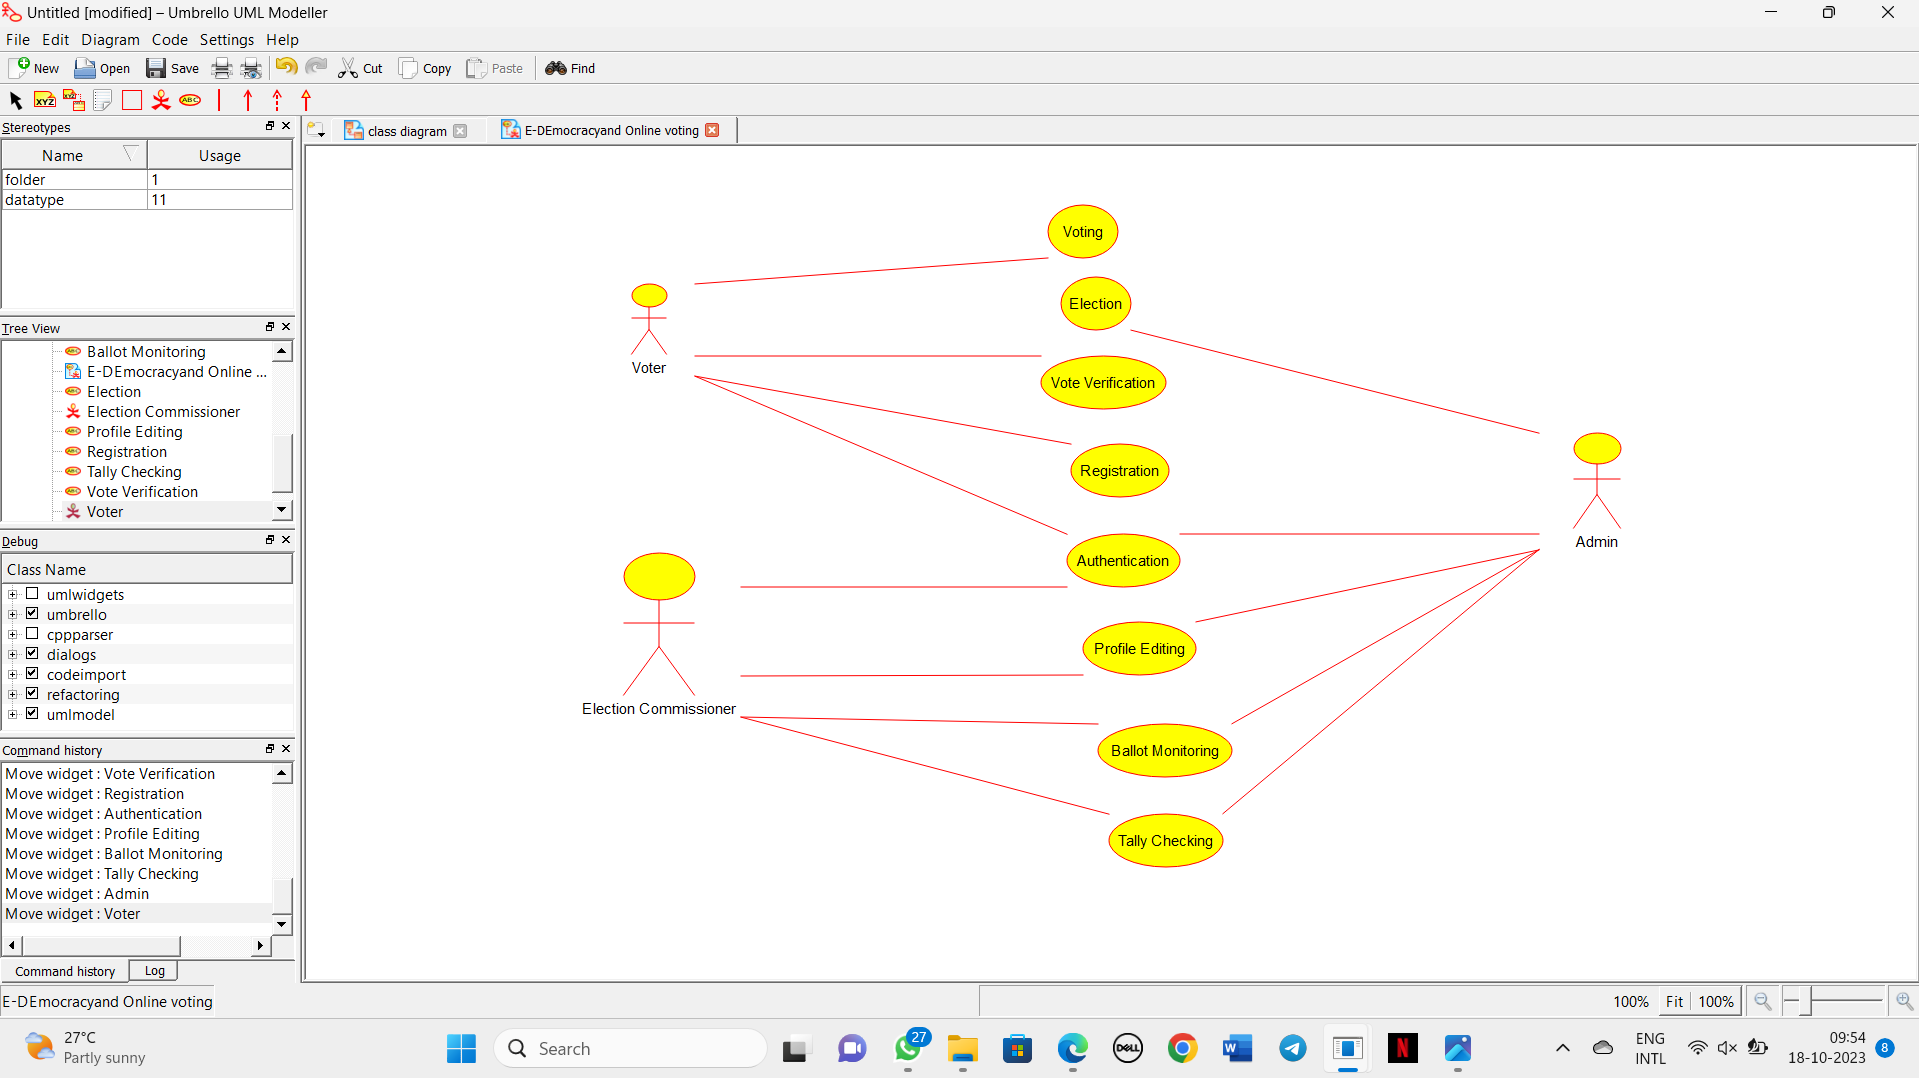 Untitled [modified] – Umbrello UML Modeller
File Edit Diagram Code Settings Help
New Open Save Cut Copy Paste Find
XYZ XYZ ABC
Stereotypes
Name Usage
folder 1
datatype 11
Tree View
Ballot Monitoring
E-DEmocracyand Online ...
Election
Election Commissioner
Profile Editing
Registration
Tally Checking
Vote Verification
Voter
Debug
Class Name
umlwidgets
umbrello
cppparser
dialogs
codeimport
refactoring
umlmodel
Command history
Move widget : Vote Verification
Move widget : Registration
Move widget : Authentication
Move widget : Profile Editing
Move widget : Ballot Monitoring
Move widget : Tally Checking
Move widget : Admin
Move widget : Voter
Command history Log
class diagram E-DEmocracyand Online voting
Voting
Election
Voter
Vote Verification
Registration
Admin
Authentication
Profile Editing
Election Commissioner
Ballot Monitoring
Tally Checking
E-DEmocracyand Online voting
100% Fit 100%
27°C
Partly sunny
Search
27
DELL
W
N
ENG
INTL
09:54
18-10-2023
8